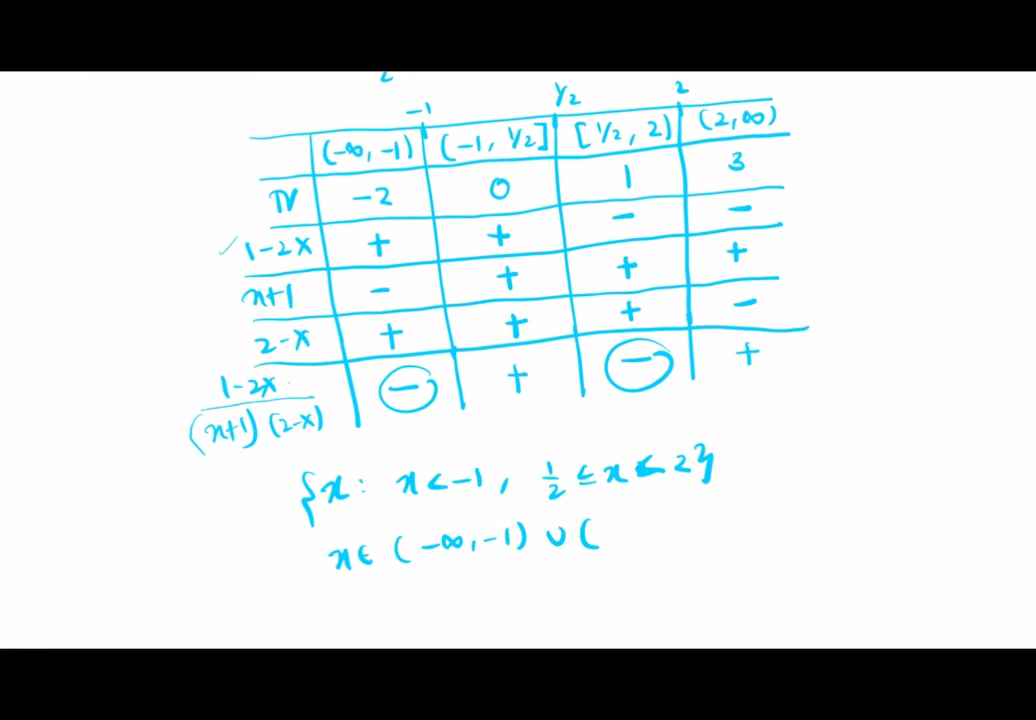 2
-1 1/2 2
(-∞, -1) (-1, 1/2] [1/2, 2) (2, ∞)
TV -2 0 1 3
✓ 1-2x + + - -
x+1 - + + +
2-x + + + -
1-2x / (x+1) (2-x) - + - +
{x: x < -1, 1/2 ≤ x < 2}
x ∈ (-∞, -1) ∪ (